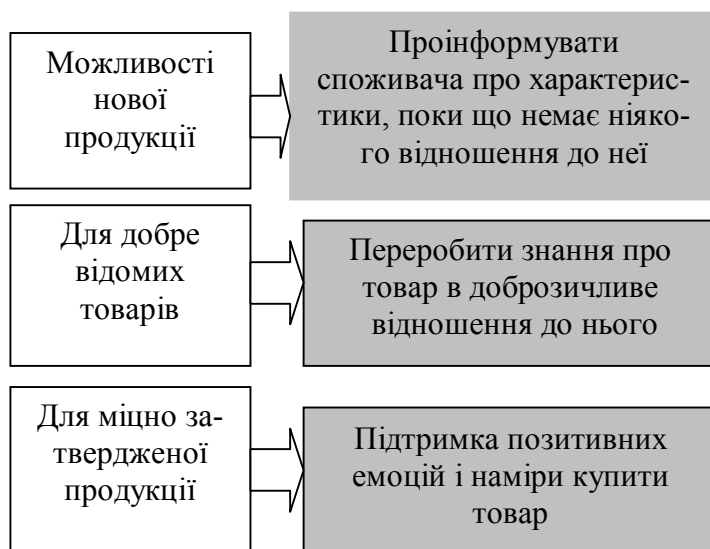 Можливості
нової
продукції
Проінформувати
споживача про характерис-
тики, поки що немає ніяко-
го відношення до неї
Для добре
відомих
товарів
Переробити знання про
товар в доброзичливе
відношення до нього
Для міцно за-
твердженої
продукції
Підтримка позитивних
емоцій і наміри купити
товар